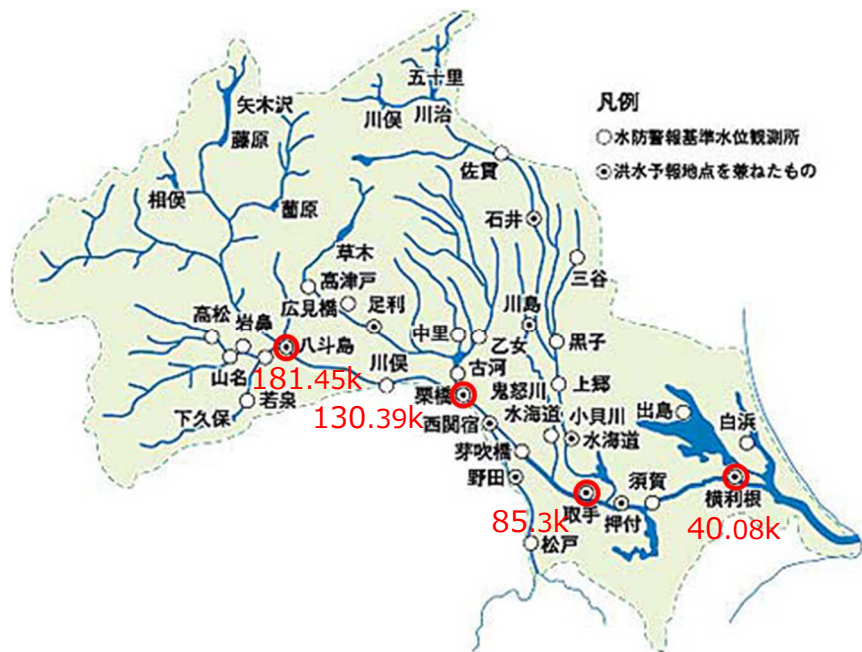 五十里
矢木沢
川俣
川治
藤原
佐貫
相俣
薗原
石井
草木
三谷
高津戸
広見橋
足利
川島
高松
岩鼻
八斗島
中里
乙女
黒子
山名
181.45k
川俣
古河
鬼怒川
水海道
上郷
若泉
130.39k
栗橋
下久保
西関宿
小貝川
水海道
出島
白浜
芽吹橋
野田
須賀
85.3k
取手
押付
横利根
40.08k
松戸
凡例
○水防警報基準水位観測所
◉洪水予報地点を兼ねたもの